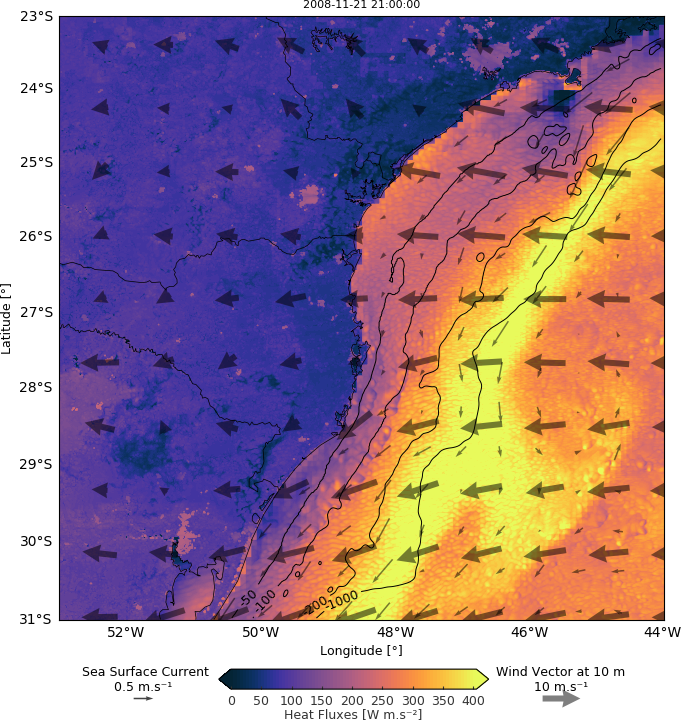 2008-11-21 21:00:00
23°S
24°S
25°S
26°S
27°S
28°S
29°S
30°S
31°S
Latitude [°]
-50
-100
-200
-1000
52°W
50°W
48°W
46°W
44°W
Longitude [°]
Sea Surface Current
0.5 m.s⁻¹
Wind Vector at 10 m
10 m.s⁻¹
0 50 100 150 200 250 300 350 400
Heat Fluxes [W m.s⁻²]